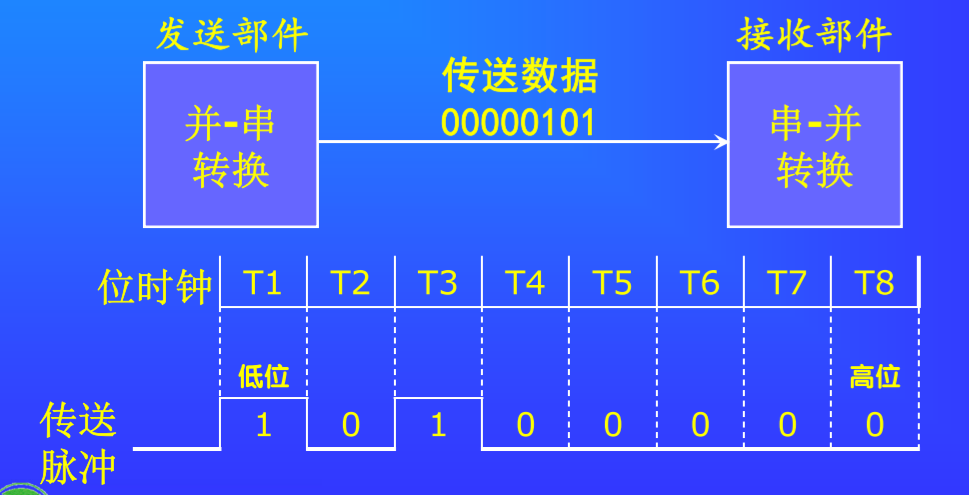 发送部件
接收部件
传送数据
00000101
并-串
转换
串-并
转换
位时钟 T1 T2 T3 T4 T5 T6 T7 T8
低位 高位
传送
脉冲
1 0 1 0 0 0 0 0